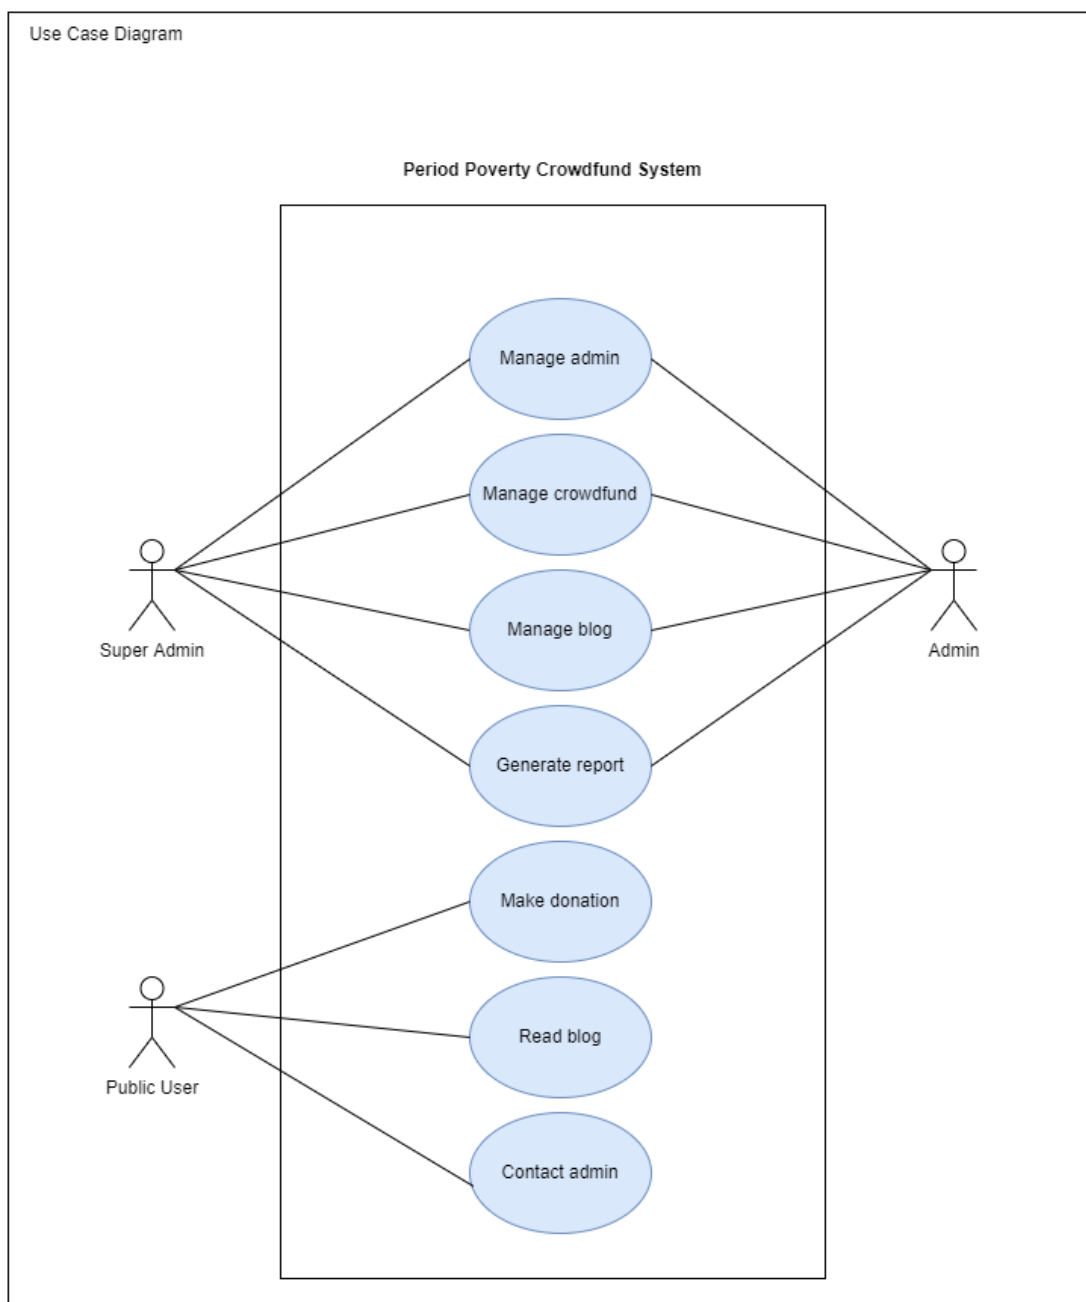 Use Case Diagram
Period Poverty Crowdfund System
Manage admin
Manage crowdfund
Super Admin
Manage blog
Admin
Generate report
Make donation
Public User
Read blog
Contact admin